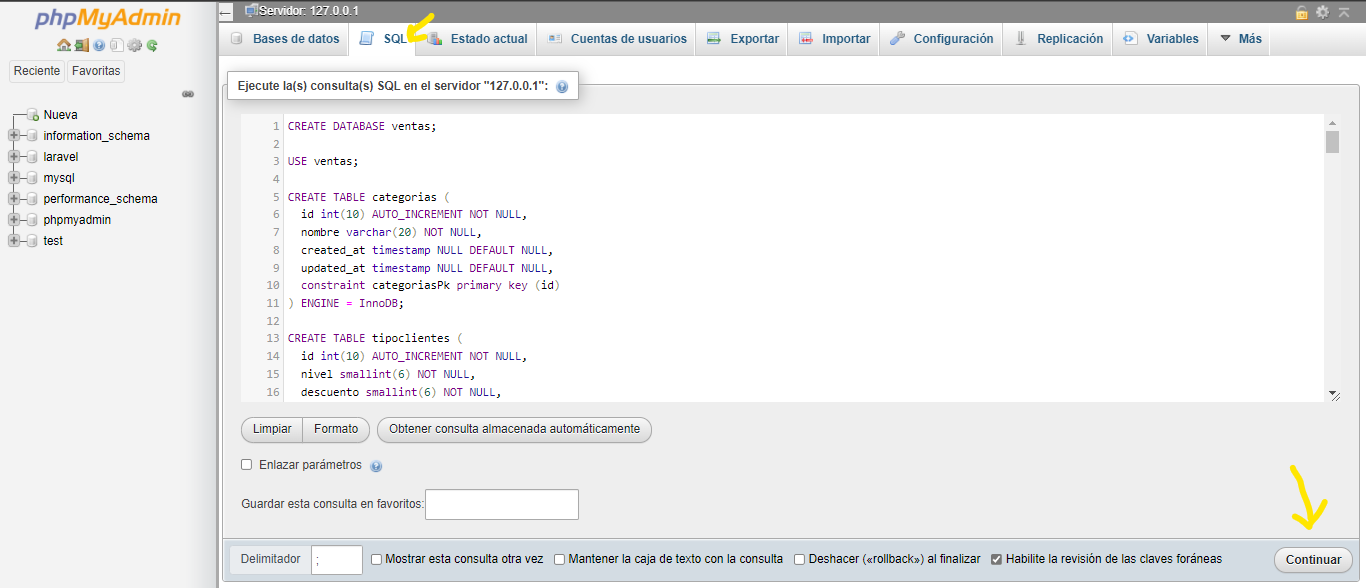 phpMyAdmin
Reciente Favoritas
Nueva
information_schema
laravel
mysql
performance_schema
phpmyadmin
test
Servidor: 127.0.0.1
Bases de datos SQL Estado actual Cuentas de usuarios Exportar Importar Configuración Replicación Variables Más
Ejecute la(s) consulta(s) SQL en el servidor "127.0.0.1":
1 CREATE DATABASE ventas;
2
3 USE ventas;
4
5 CREATE TABLE categorias (
6 id int(10) AUTO_INCREMENT NOT NULL,
7 nombre varchar(20) NOT NULL,
8 created_at timestamp NULL DEFAULT NULL,
9 updated_at timestamp NULL DEFAULT NULL,
10 constraint categoriasPk primary key (id)
11 ) ENGINE = InnoDB;
12
13 CREATE TABLE tipoclientes (
14 id int(10) AUTO_INCREMENT NOT NULL,
15 nivel smallint(6) NOT NULL,
16 descuento smallint(6) NOT NULL,
Limpiar Formato Obtener consulta almacenada automáticamente
Enlazar parámetros
Guardar esta consulta en favoritos:
Delimitador ; Mostrar esta consulta otra vez Mantener la caja de texto con la consulta Deshacer («rollback») al finalizar Habilite la revisión de las claves foráneas Continuar